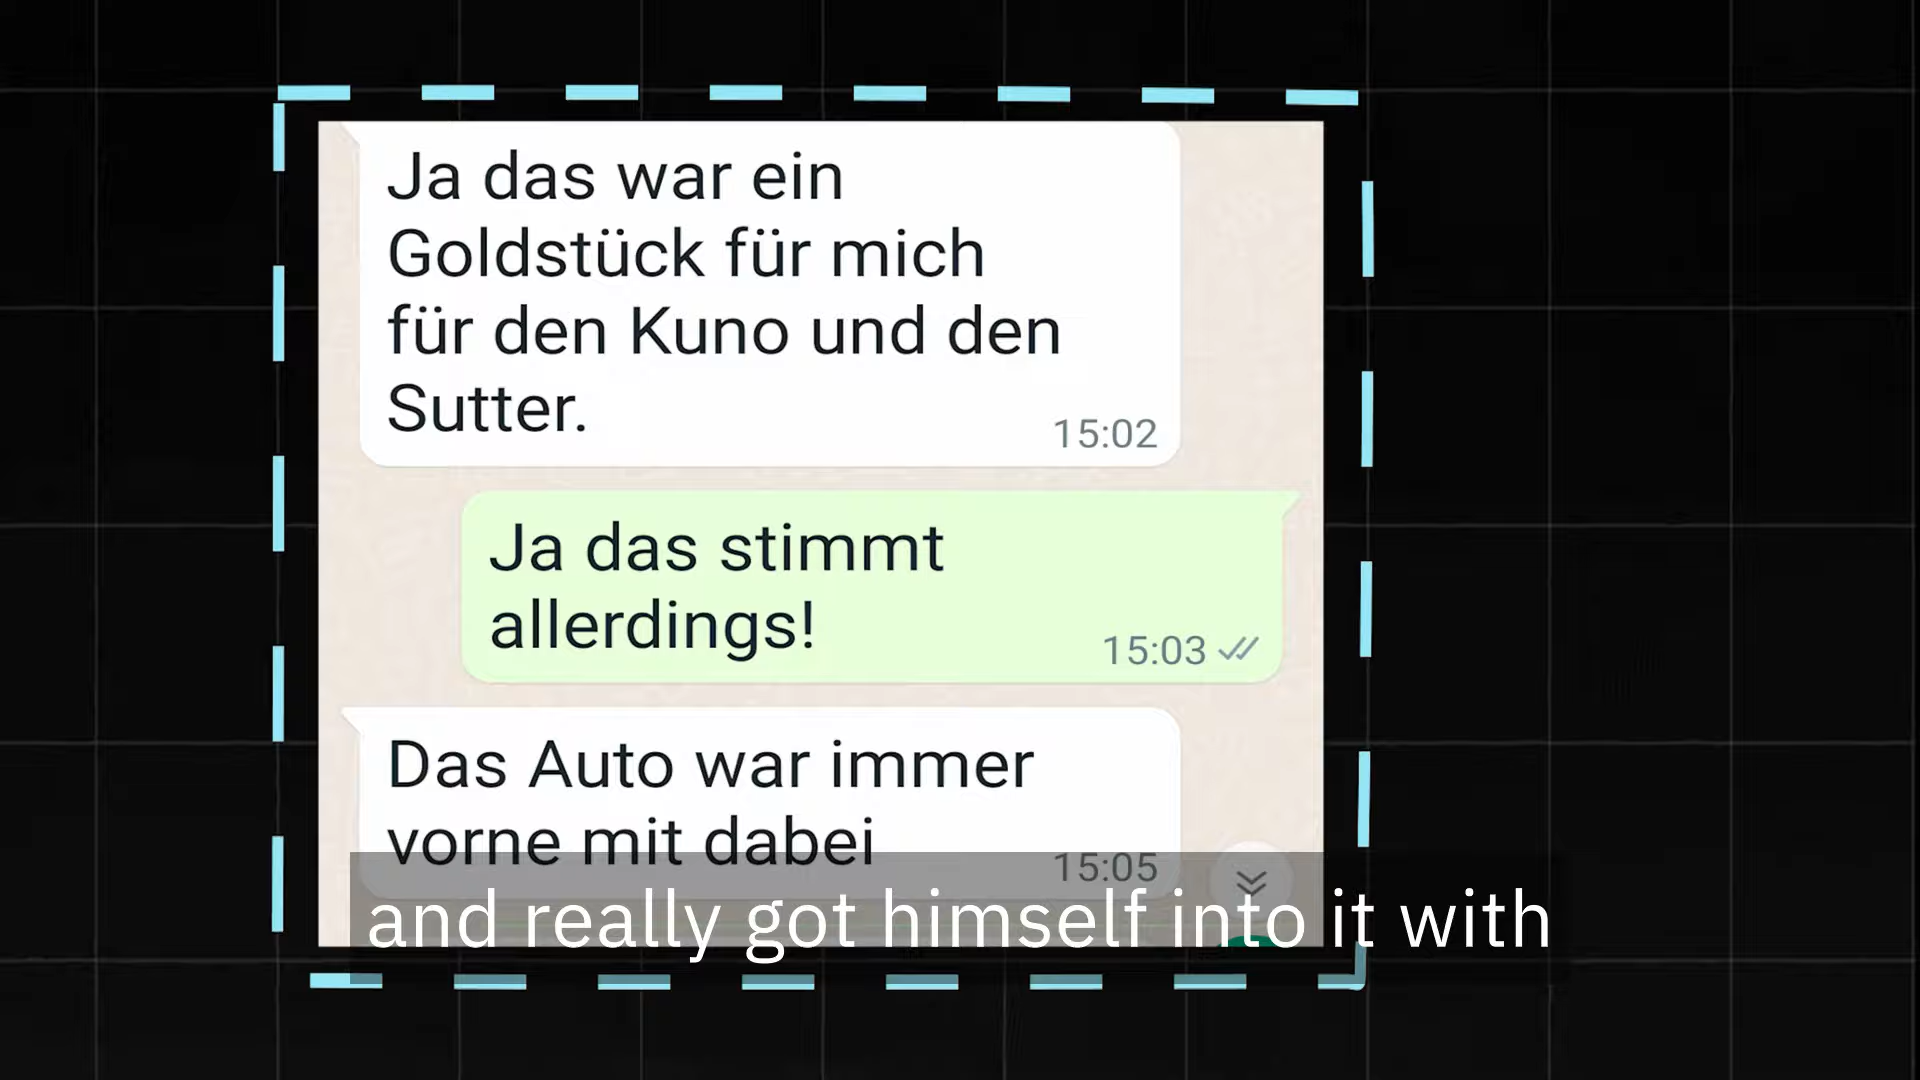 Ja das war ein
Goldstück für mich
für den Kuno und den
Sutter.
15:02
Ja das stimmt
allerdings!
15:03
Das Auto war immer
vorne mit dabei
15:05
and really got himself into it with